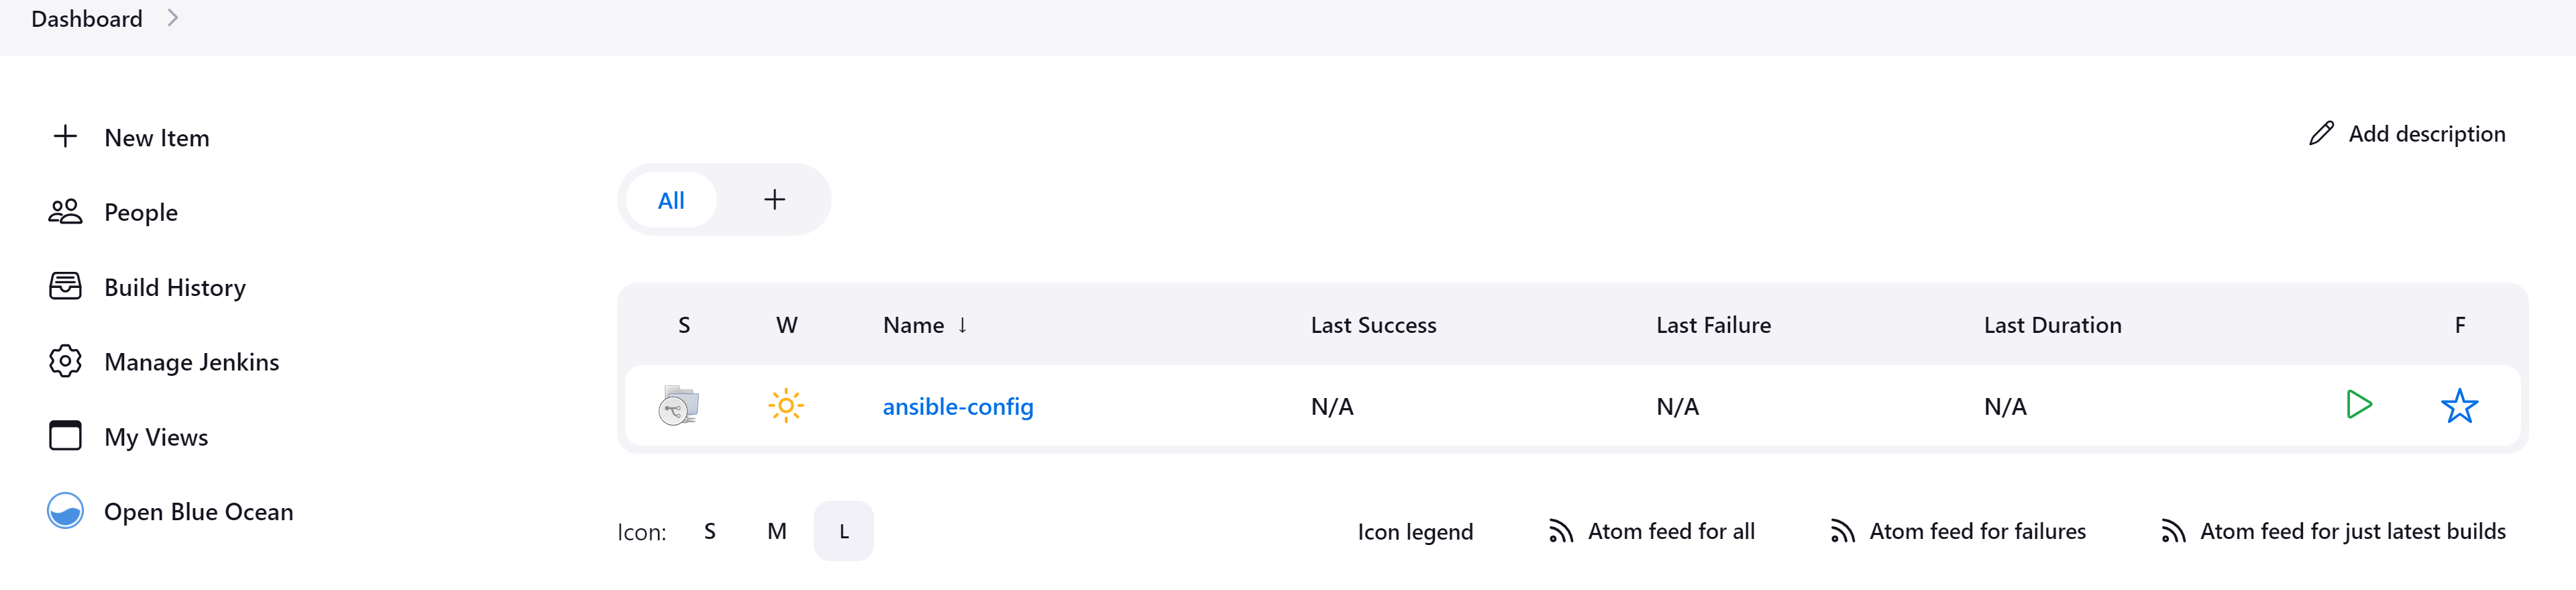 Dashboard
New Item
People
Build History
Manage Jenkins
My Views
Open Blue Ocean
Add description
All
S W Name ↓ Last Success Last Failure Last Duration F
ansible-config N/A N/A N/A
Icon: S M L
Icon legend Atom feed for all Atom feed for failures Atom feed for just latest builds